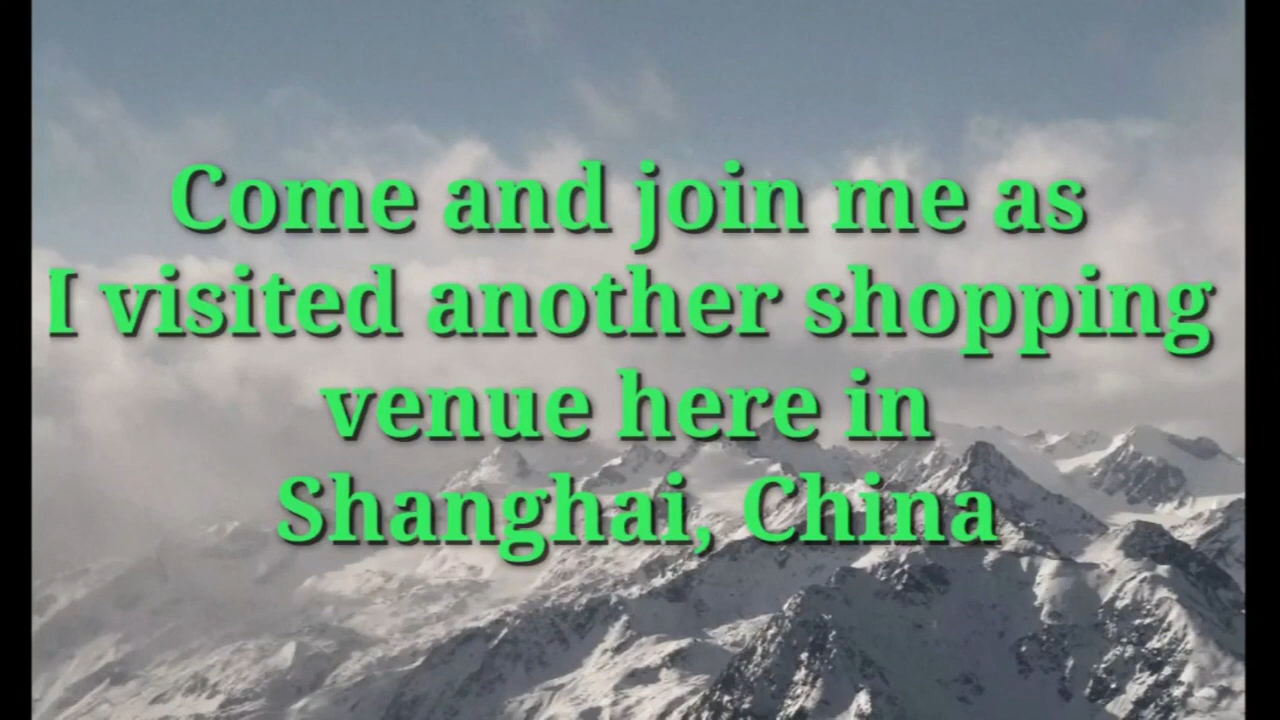 Come and join me as
I visited another shopping
venue here in
Shanghai, China